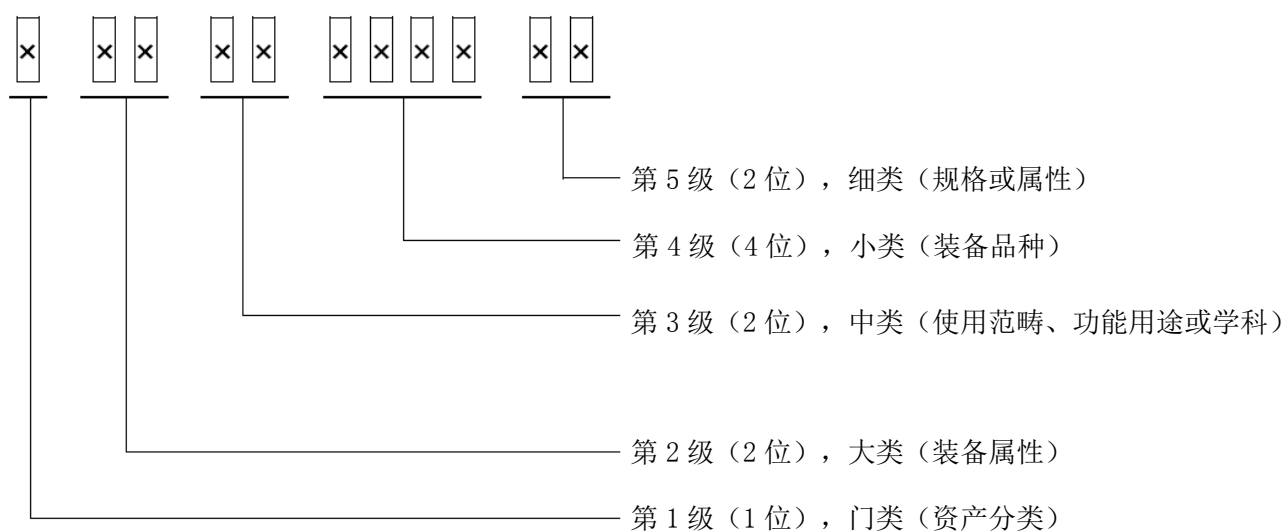 × ×× ×× ×××× ××
第5级（2位），细类（规格或属性）
第4级（4位），小类（装备品种）
第3级（2位），中类（使用范畴、功能用途或学科）
第2级（2位），大类（装备属性）
第1级（1位），门类（资产分类）